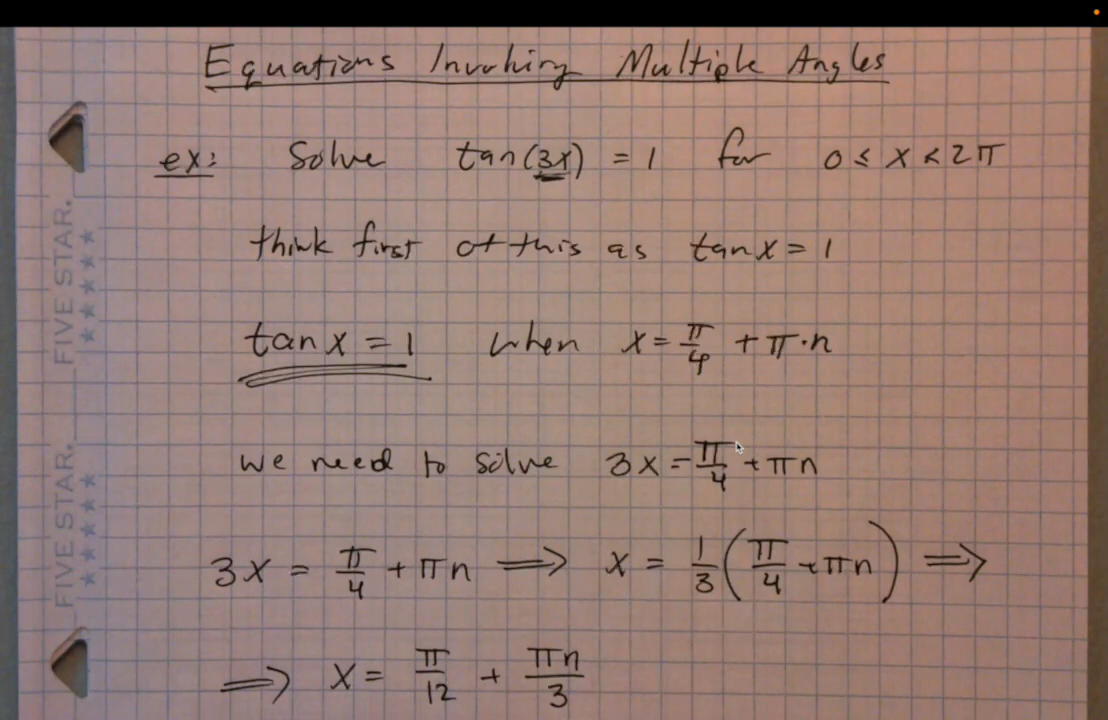 Equations Involving Multiple Angles
ex: Solve tan(3x) = 1 for 0 ≤ x < 2π
think first of this as tanx = 1
tanx = 1 when x = π/4 + π·n
we need to solve 3x = π/4 + πn
3x = π/4 + πn ⟹ x = 1/3(π/4 + πn) ⟹
⟹ x = π/12 + πn/3
FIVE STAR. ★★★★
FIVE STAR. ★★★★